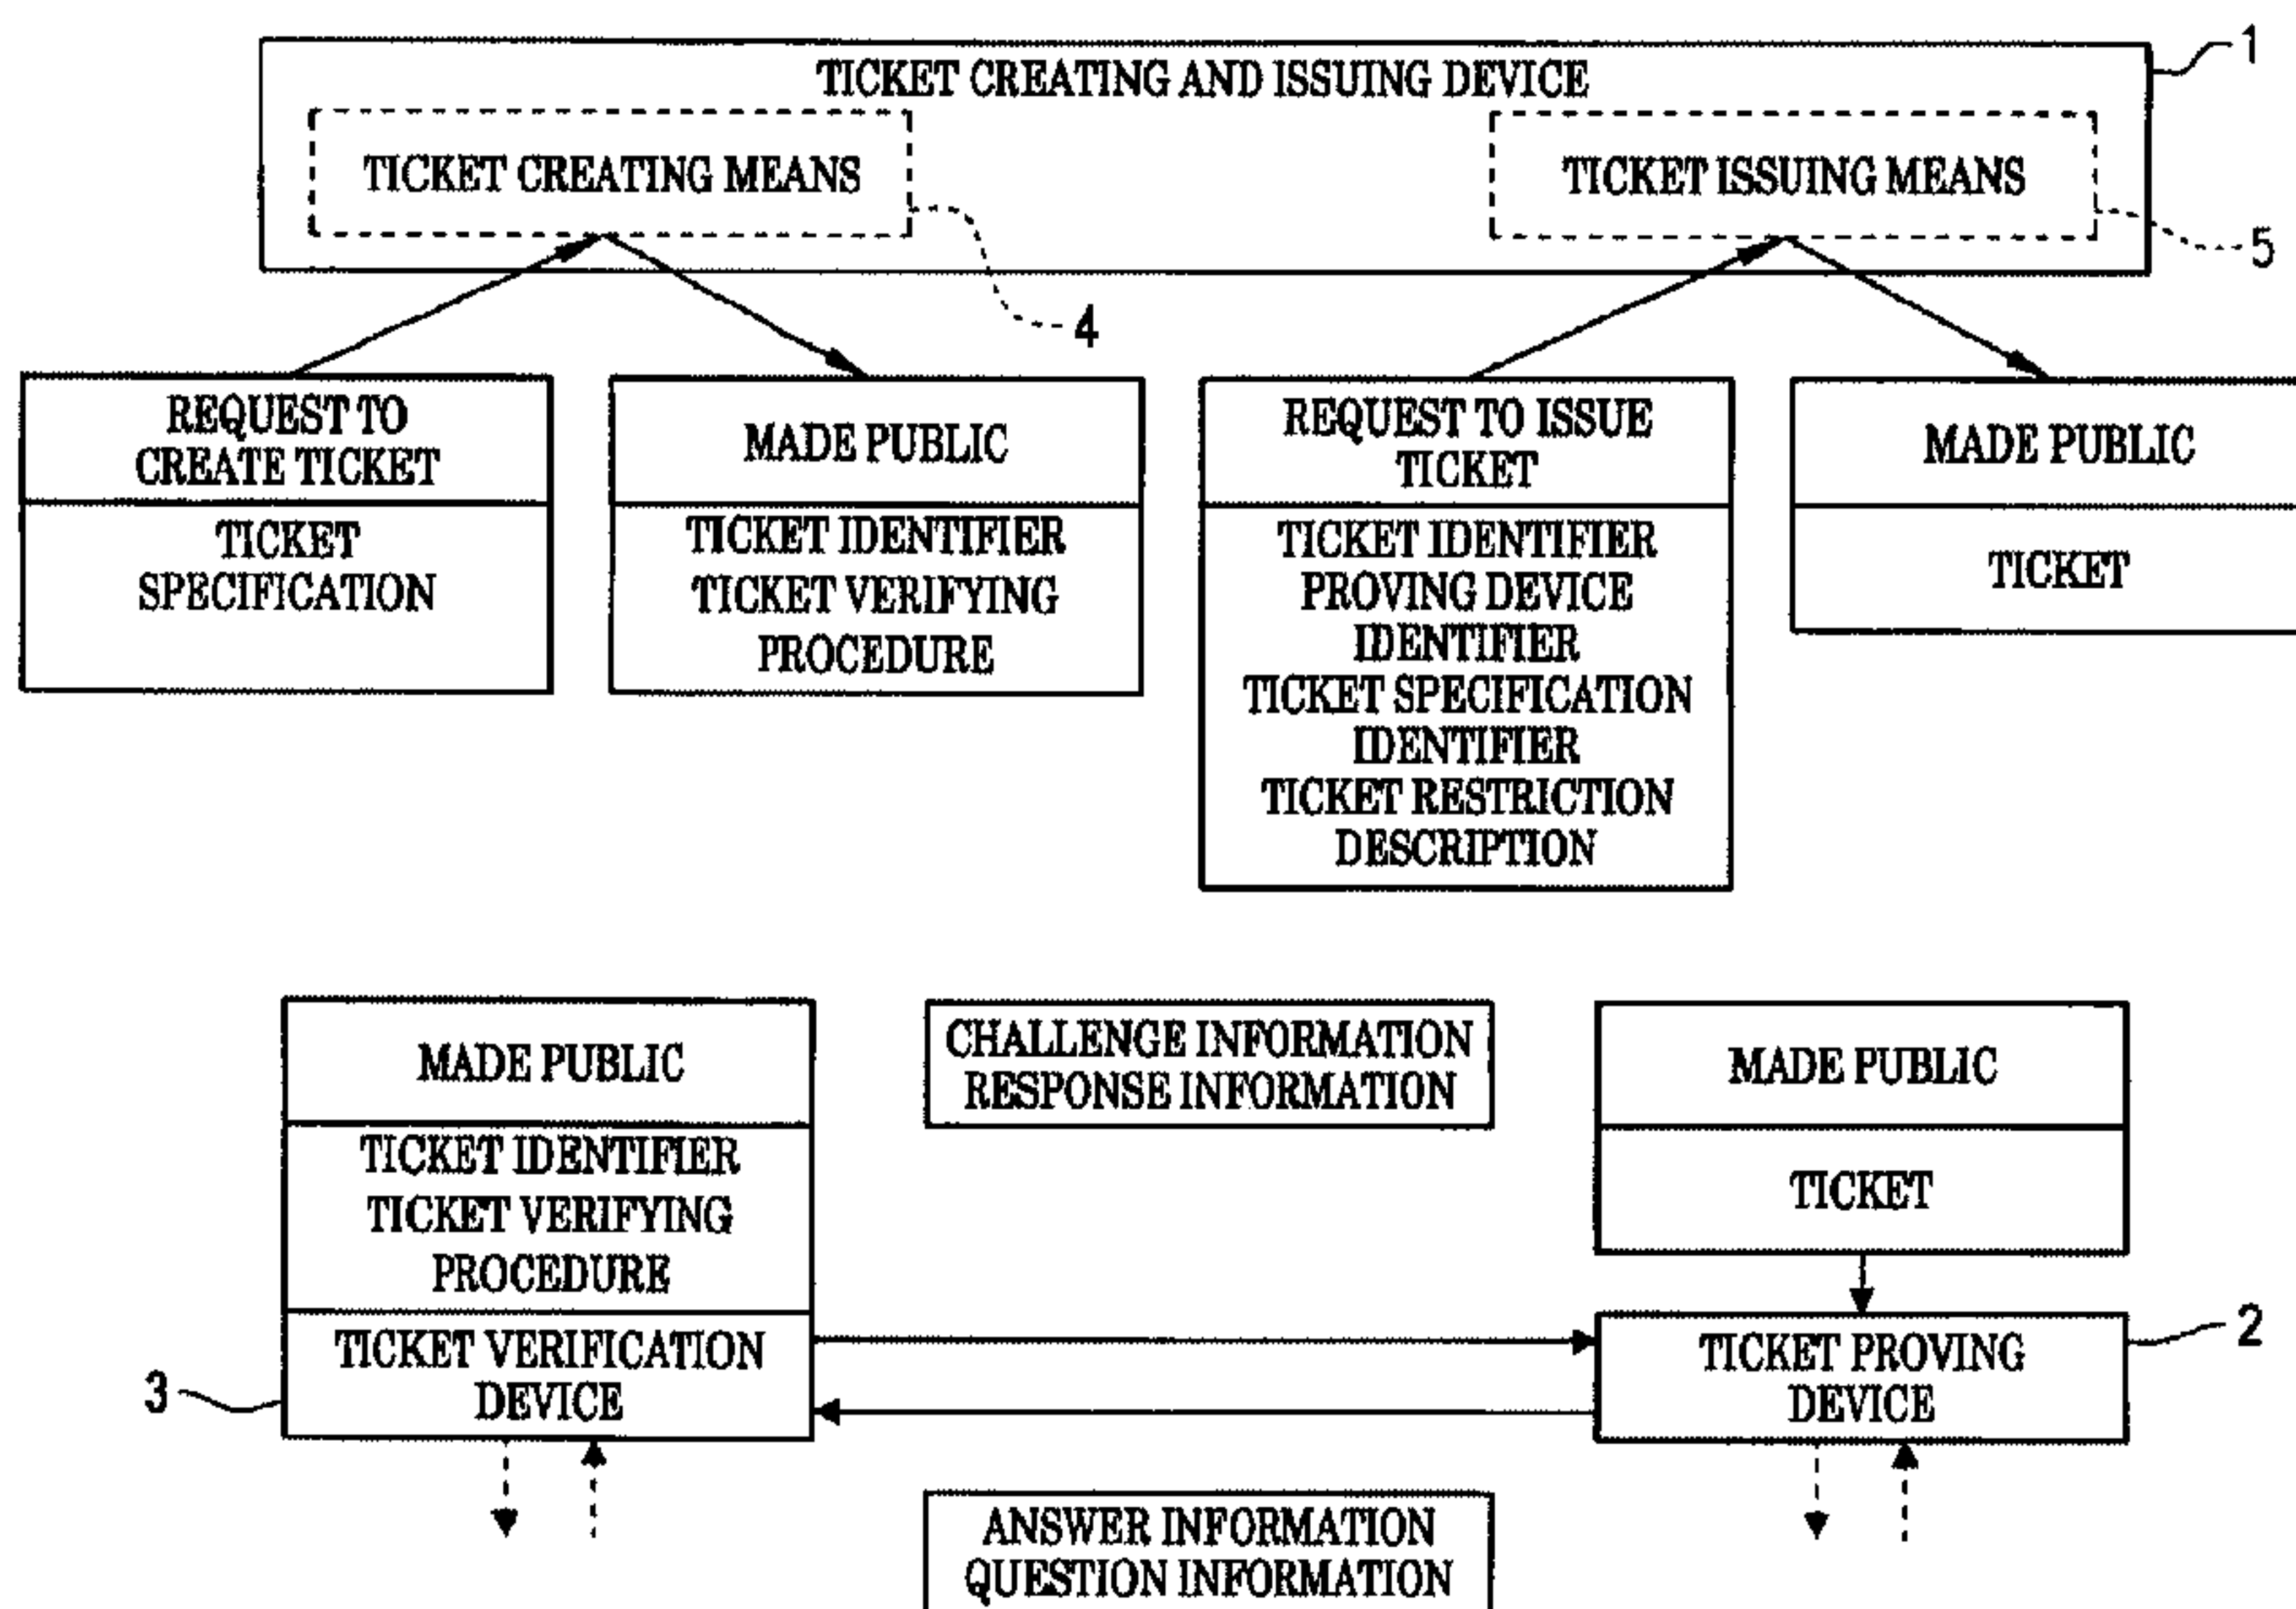 1
TICKET CREATING AND ISSUING DEVICE
TICKET CREATING MEANS
TICKET ISSUING MEANS
4
5
REQUEST TO
CREATE TICKET
TICKET
SPECIFICATION
MADE PUBLIC
TICKET IDENTIFIER
TICKET VERIFYING
PROCEDURE
REQUEST TO ISSUE
TICKET
TICKET IDENTIFIER
PROVING DEVICE
IDENTIFIER
TICKET SPECIFICATION
IDENTIFIER
TICKET RESTRICTION
DESCRIPTION
MADE PUBLIC
TICKET
MADE PUBLIC
TICKET IDENTIFIER
TICKET VERIFYING
PROCEDURE
TICKET VERIFICATION
DEVICE
3
CHALLENGE INFORMATION
RESPONSE INFORMATION
MADE PUBLIC
TICKET
TICKET PROVING
DEVICE
2
ANSWER INFORMATION
QUESTION INFORMATION